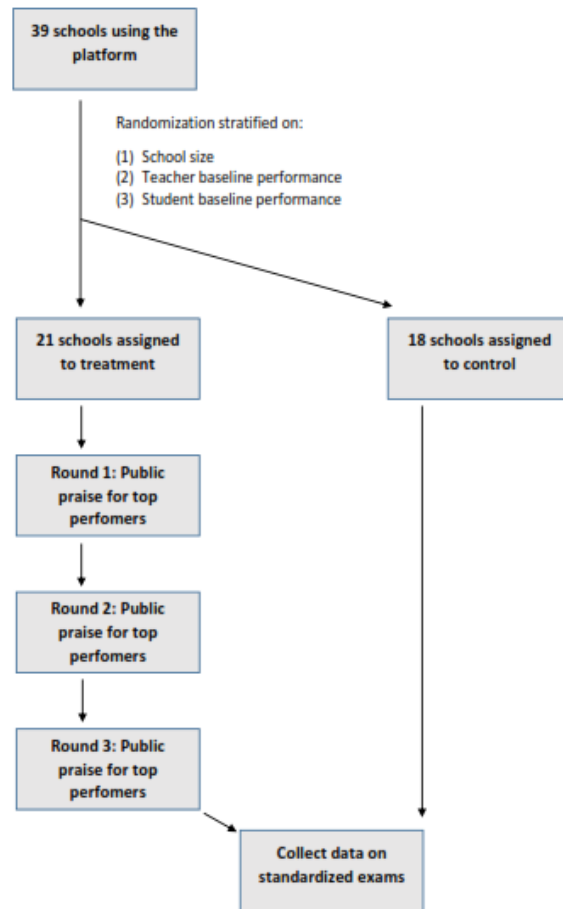 39 schools using the
platform
Randomization stratified on:
(1) School size
(2) Teacher baseline performance
(3) Student baseline performance
21 schools assigned
to treatment
18 schools assigned
to control
Round 1: Public
praise for top
perfomers
Round 2: Public
praise for top
perfomers
Round 3: Public
praise for top
perfomers
Collect data on
standardized exams